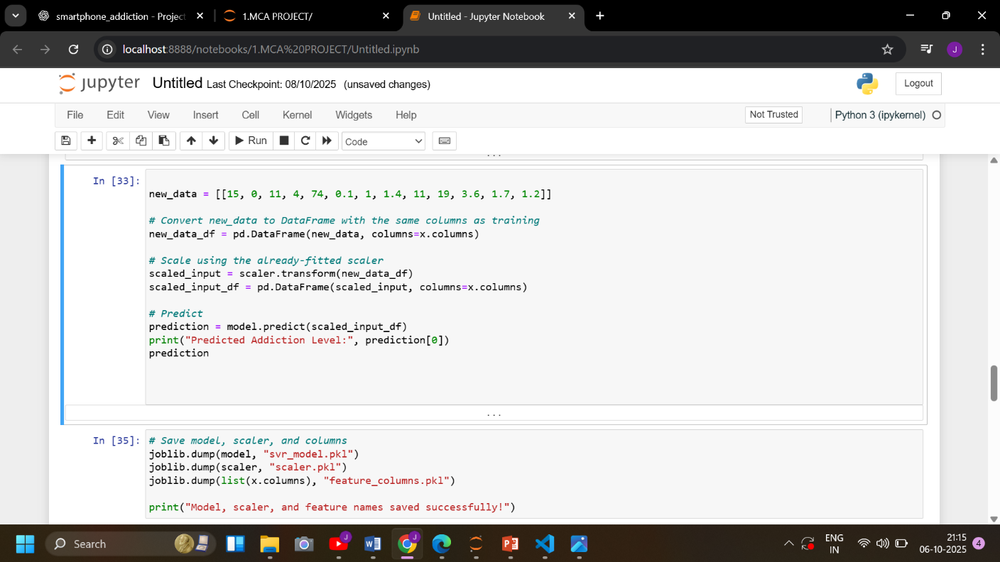 smartphone_addiction - Project
1.MCA PROJECT/
Untitled - Jupyter Notebook
localhost:8888/notebooks/1.MCA%20PROJECT/Untitled.ipynb
J
jupyter Untitled Last Checkpoint: 08/10/2025 (unsaved changes)
Logout
File Edit View Insert Cell Kernel Widgets Help
Not Trusted
Python 3 (ipykernel)
Run
Code
...
In [33]:
new_data = [[15, 0, 11, 4, 74, 0.1, 1, 1.4, 11, 19, 3.6, 1.7, 1.2]]
# Convert new_data to DataFrame with the same columns as training
new_data_df = pd.DataFrame(new_data, columns=x.columns)
# Scale using the already-fitted scaler
scaled_input = scaler.transform(new_data_df)
scaled_input_df = pd.DataFrame(scaled_input, columns=x.columns)
# Predict
prediction = model.predict(scaled_input_df)
print("Predicted Addiction Level:", prediction[0])
prediction
...
In [35]:
# Save model, scaler, and columns
joblib.dump(model, "svr_model.pkl")
joblib.dump(scaler, "scaler.pkl")
joblib.dump(list(x.columns), "feature_columns.pkl")
print("Model, scaler, and feature names saved successfully!")
Search
J
J
ENG
IN
21:15
06-10-2025
4